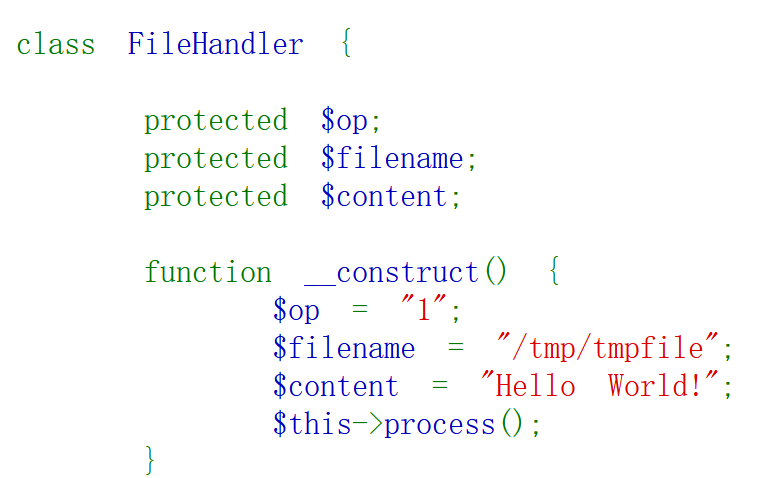 class FileHandler {
protected $op;
protected $filename;
protected $content;
function __construct() {
$op = "1";
$filename = "/tmp/tmpfile";
$content = "Hello World!";
$this->process();
}